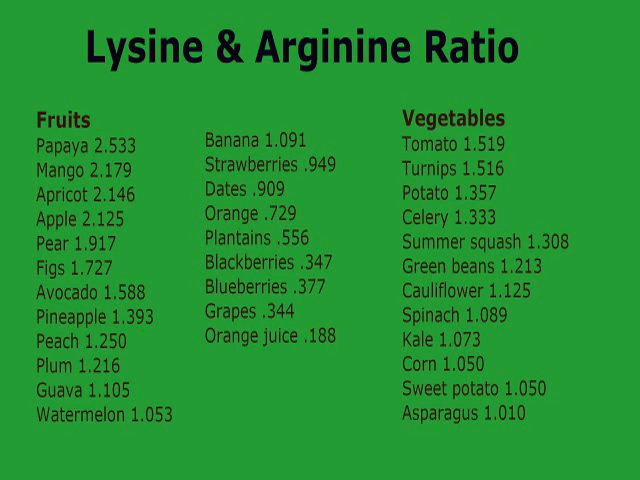 Lysine & Arginine Ratio
Fruits
Papaya 2.533
Mango 2.179
Apricot 2.146
Apple 2.125
Pear 1.917
Figs 1.727
Avocado 1.588
Pineapple 1.393
Peach 1.250
Plum 1.216
Guava 1.105
Watermelon 1.053
Banana 1.091
Strawberries .949
Dates .909
Orange .729
Plantains .556
Blackberries .347
Blueberries .377
Grapes .344
Orange juice .188
Vegetables
Tomato 1.519
Turnips 1.516
Potato 1.357
Celery 1.333
Summer squash 1.308
Green beans 1.213
Cauliflower 1.125
Spinach 1.089
Kale 1.073
Corn 1.050
Sweet potato 1.050
Asparagus 1.010